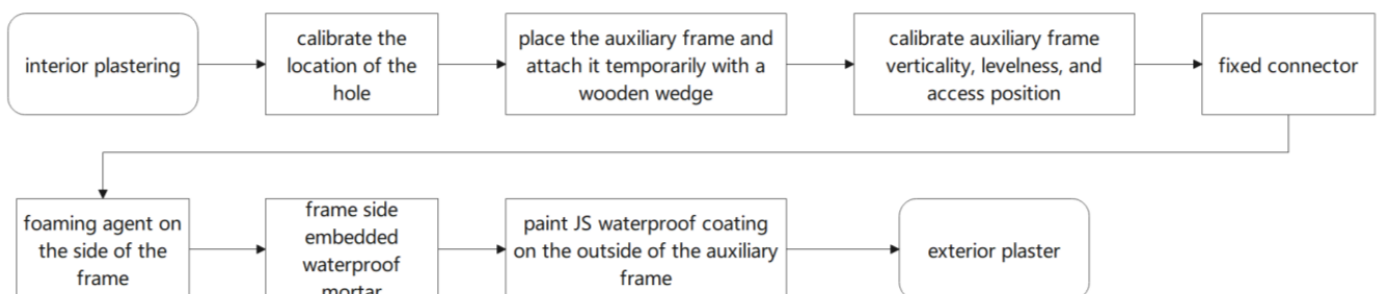 interior plastering
calibrate the
location of the
hole
place the auxiliary frame and
attach it temporarily with a
wooden wedge
calibrate auxiliary frame
verticality, levelness, and
access position
fixed connector
foaming agent on
the side of the
frame
frame side
embedded
waterproof
mortar
paint JS waterproof coating
on the outside of the auxiliary
frame
exterior plaster